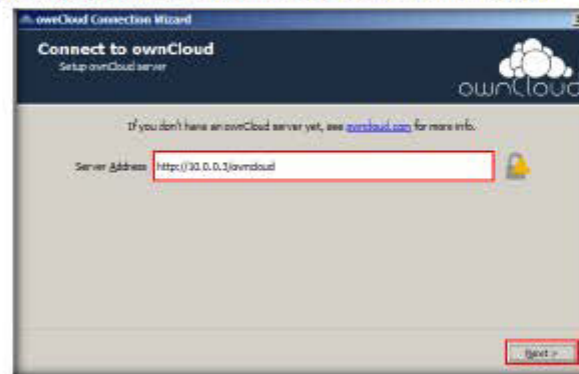 ownCloud Connection Wizard
Connect to ownCloud
Setup ownCloud server
ownCloud
If you don't have an ownCloud server yet, see owncloud.com for more info.
Server Address http://10.0.0.3/owncloud
Next >